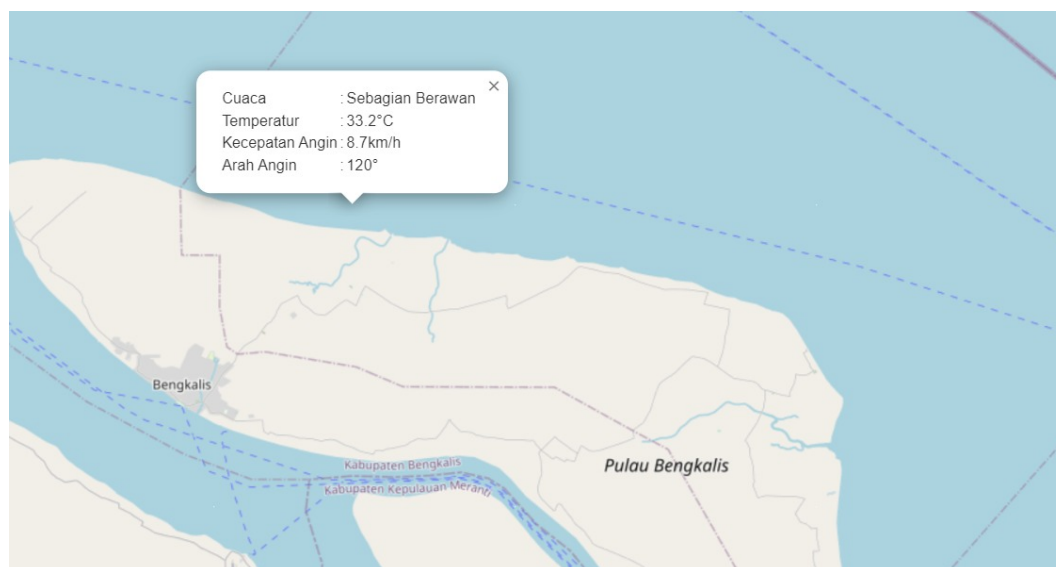 Cuaca : Sebagian Berawan
Temperatur : 33.2°C
Kecepatan Angin : 8.7km/h
Arah Angin : 120°
×
Bengkalis
Kabupaten Bengkalis
Kabupaten Kepulauan Meranti
Pulau Bengkalis